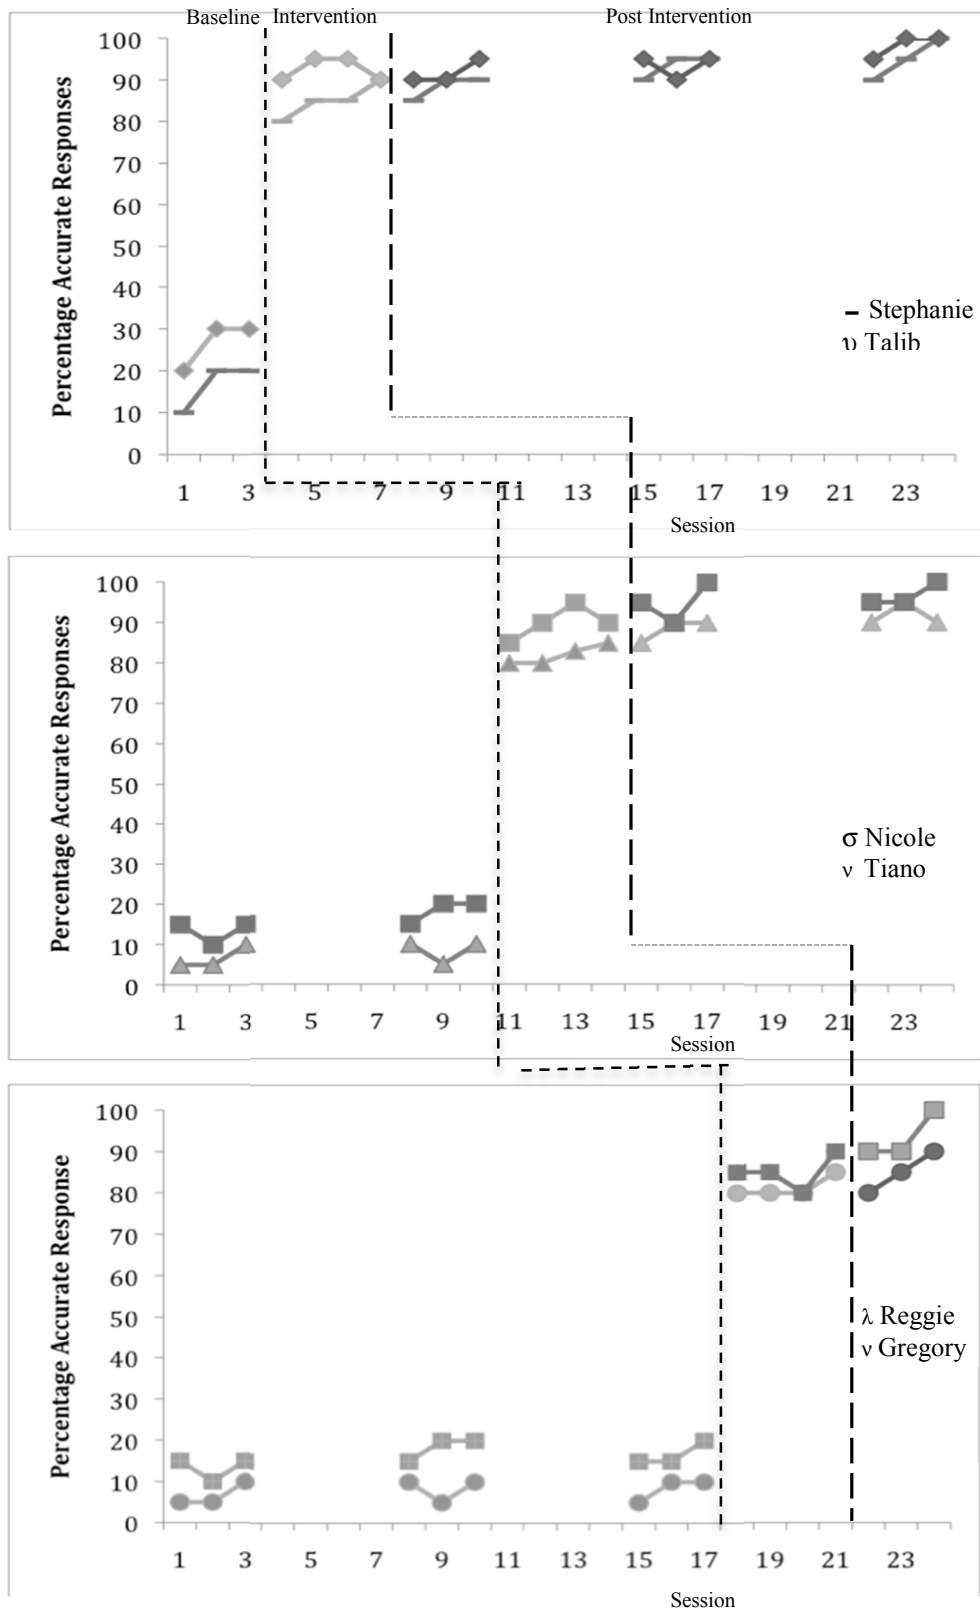 Baseline Intervention Post Intervention
Percentage Accurate Responses
100
90
80
70
60
50
40
30
20
10
0
1 3 5 7 9 11 13 15 17 19 21 23
Session
– Stephanie
υ Talib
Percentage Accurate Responses
100
90
80
70
60
50
40
30
20
10
0
1 3 5 7 9 11 13 15 17 19 21 23
Session
σ Nicole
ν Tiano
Percentage Accurate Response
100
90
80
70
60
50
40
30
20
10
0
1 3 5 7 9 11 13 15 17 19 21 23
Session
λ Reggie
ν Gregory